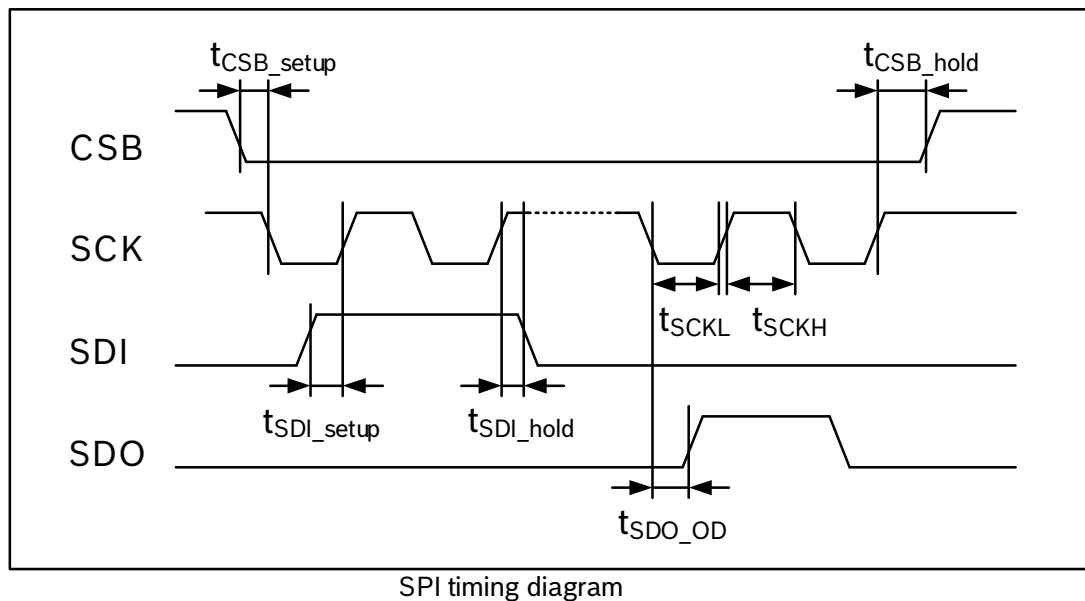 tCSB_setup
tCSB_hold
CSB
SCK
tSCKL
tSCKH
SDI
tSDI_setup
tSDI_hold
SDO
tSDO_OD
SPI timing diagram